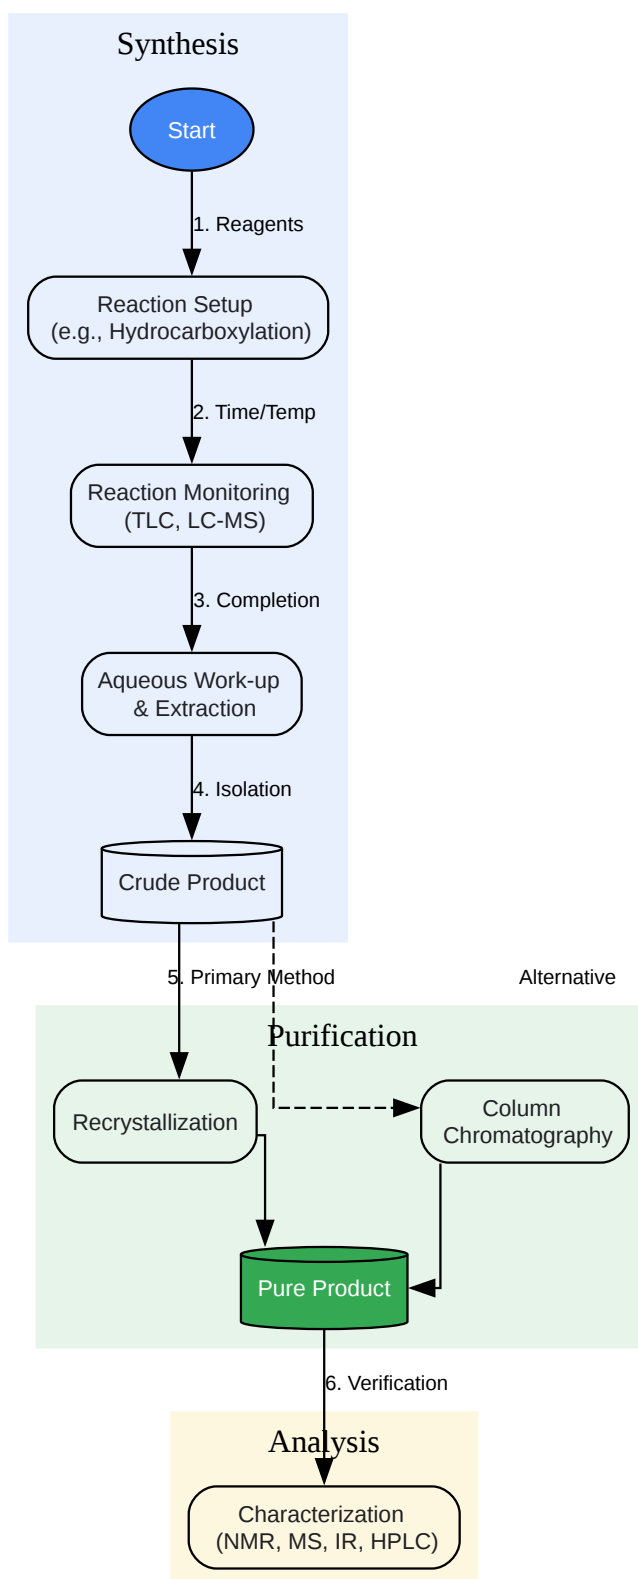 Synthesis
Start
1. Reagents
Reaction Setup
(e.g., Hydrocarboxylation)
2. Time/Temp
Reaction Monitoring
(TLC, LC-MS)
3. Completion
Aqueous Work-up
& Extraction
4. Isolation
Crude Product
5. Primary Method
Alternative
Purification
Recrystallization
Column
Chromatography
Pure Product
6. Verification
Analysis
Characterization
(NMR, MS, IR, HPLC)